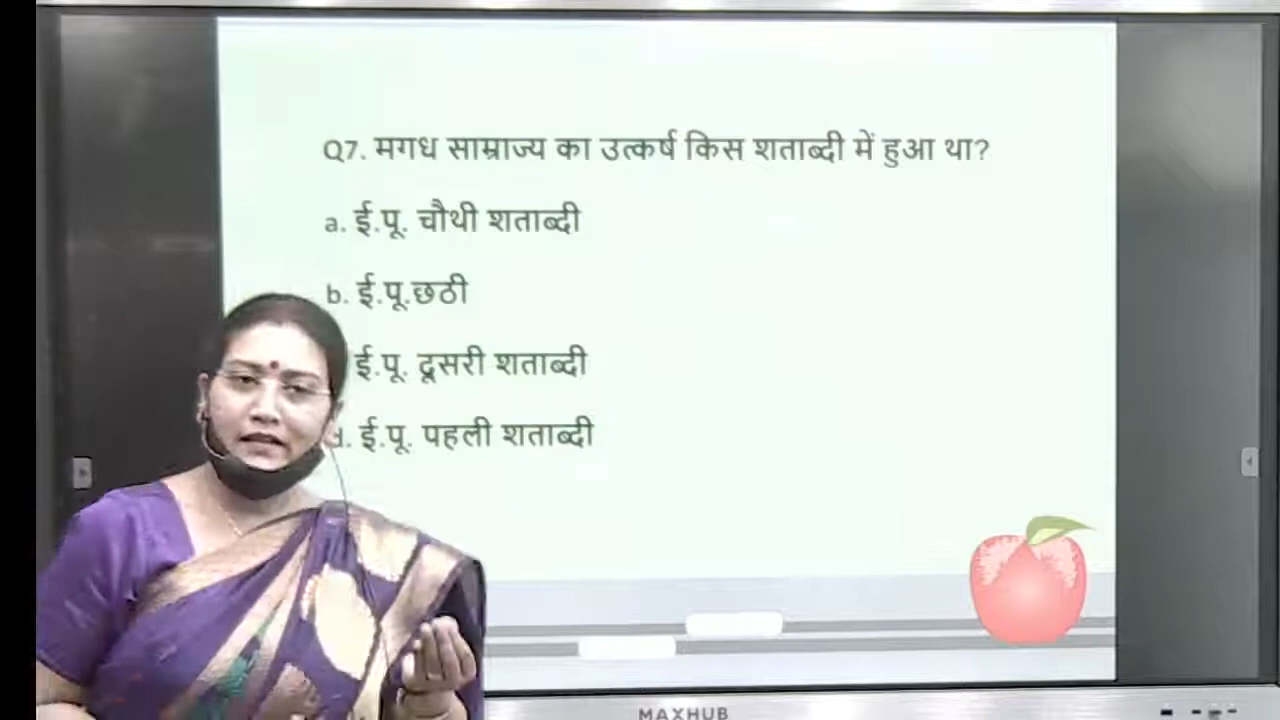 Q7. मगध साम्राज्य का उत्कर्ष किस शताब्दी में हुआ था?
a. ई.पू. चौथी शताब्दी
b. ई.पू.छठी
ई.पू. दूसरी शताब्दी
d. ई.पू. पहली शताब्दी
MAXHUB